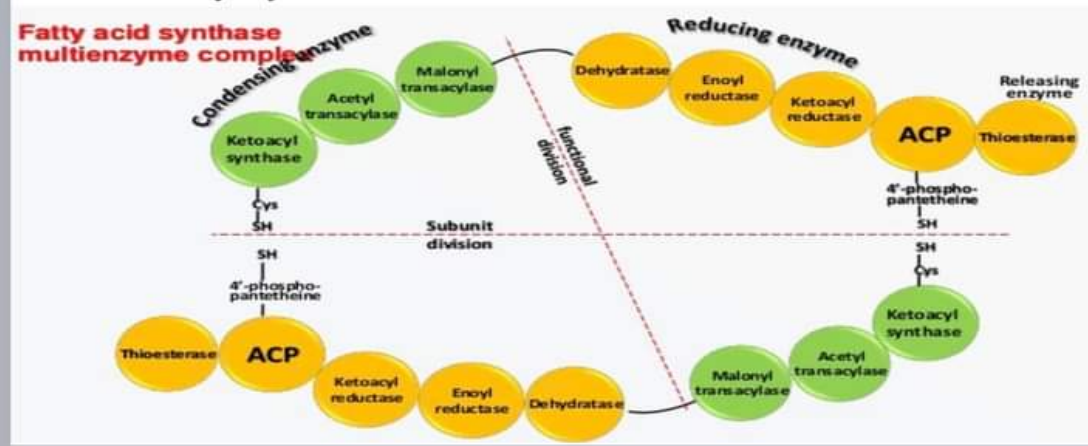 Fatty acid synthase
multienzyme comple
Condensing enzyme
Reducing enzyme
Malonyl
transacylase
Acetyl
transacylase
Ketoacyl
synthase
Dehydratase
Enoyl
reductase
Ketoacyl
reductase
ACP
Releasing
enzyme
Thioesterase
functional
division
Cys
SH
4'-phospho-
pantetheine
SH
Subunit
division
SH
4'-phospho-
pantetheine
SH
Cys
Thioesterase
ACP
Ketoacyl
reductase
Enoyl
reductase
Dehydratase
Malonyl
transacylase
Acetyl
transacylase
Ketoacyl
synthase